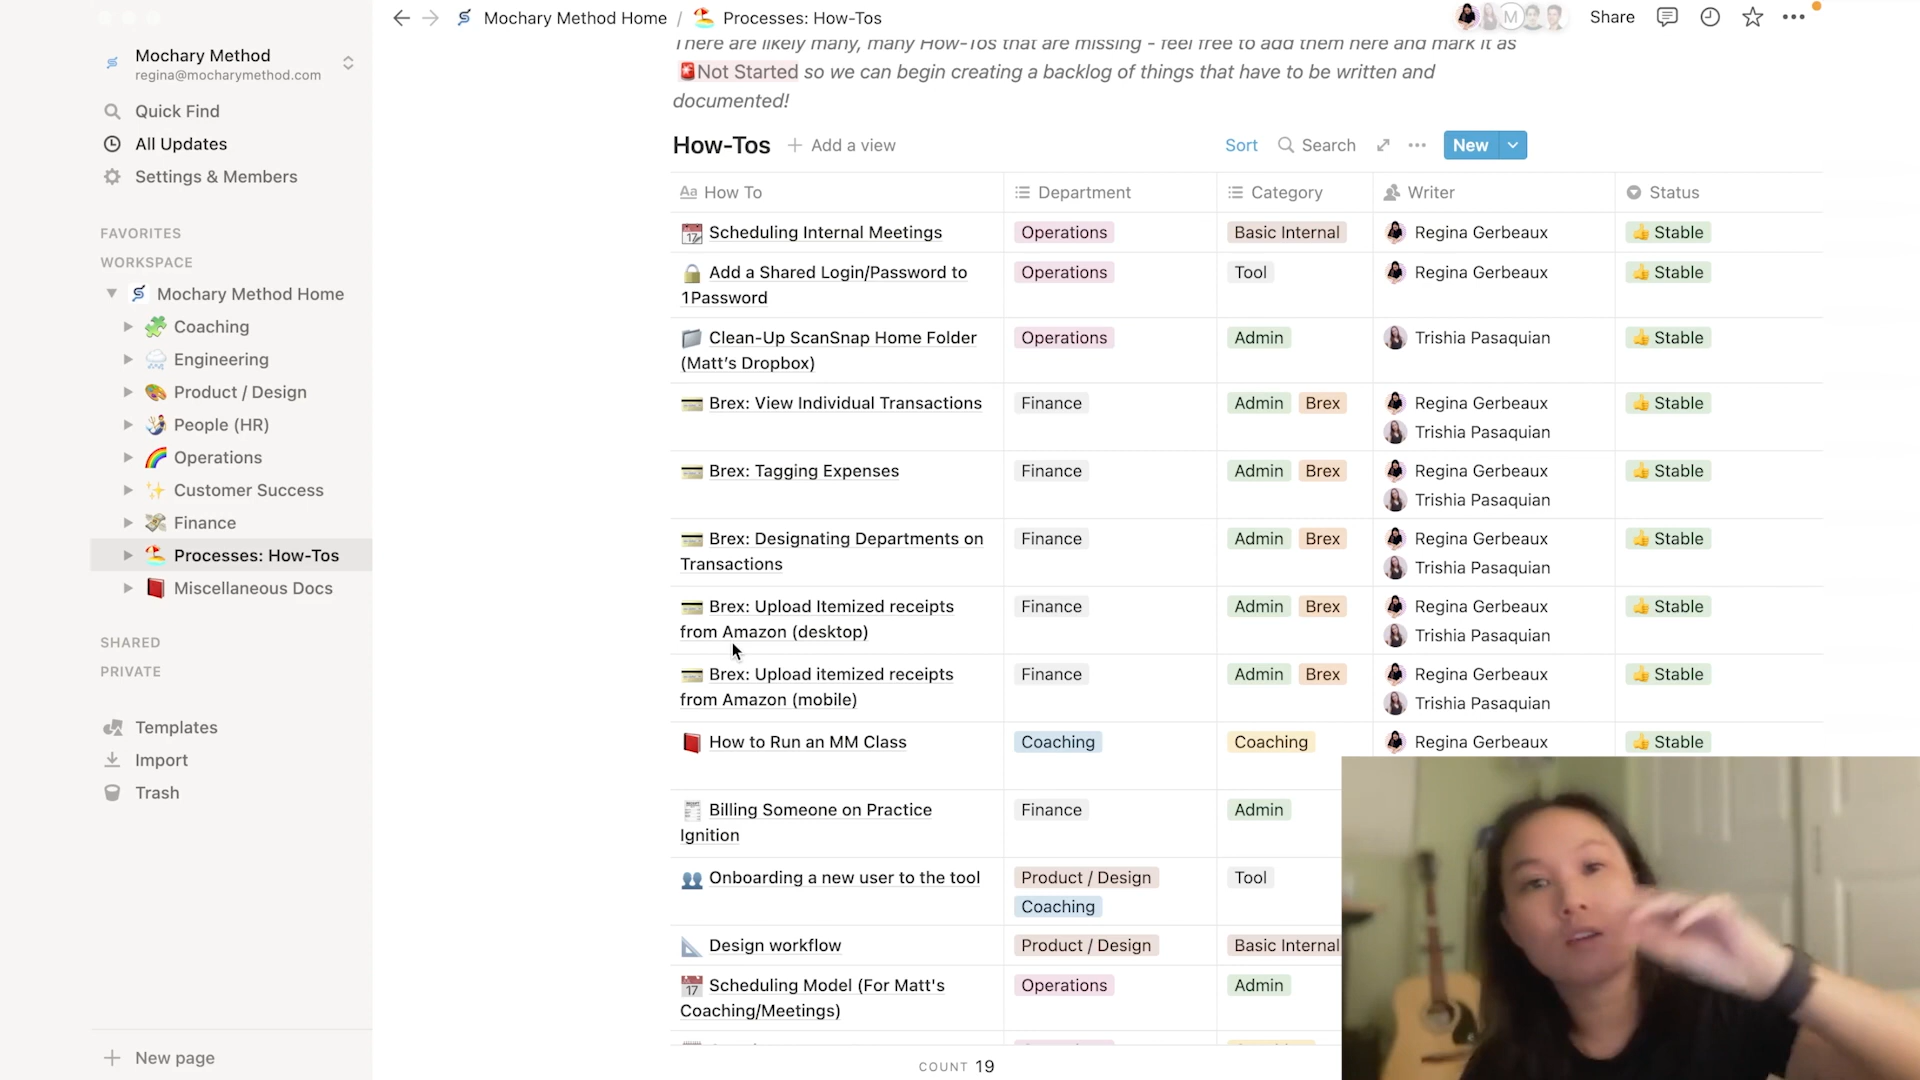 Mochary Method Home / Processes: How-Tos
M
Share
Mochary Method
regina@mocharymethod.com
Quick Find
All Updates
Settings & Members
FAVORITES
WORKSPACE
Mochary Method Home
Coaching
Engineering
Product / Design
People (HR)
Operations
Customer Success
Finance
Processes: How-Tos
Miscellaneous Docs
SHARED
PRIVATE
Templates
Import
Trash
New page
There are likely many, many How-Tos that are missing - feel free to add them here and mark it as
Not Started so we can begin creating a backlog of things that have to be written and
documented!
How-Tos
Add a view
Sort
Search
New
Aa How To
Department
Category
Writer
Status
Scheduling Internal Meetings
Operations
Basic Internal
Regina Gerbeaux
Stable
Add a Shared Login/Password to
1Password
Operations
Tool
Regina Gerbeaux
Stable
Clean-Up ScanSnap Home Folder
(Matt's Dropbox)
Operations
Admin
Trishia Pasaquian
Stable
Brex: View Individual Transactions
Finance
Admin Brex
Regina Gerbeaux
Trishia Pasaquian
Stable
Brex: Tagging Expenses
Finance
Admin Brex
Regina Gerbeaux
Trishia Pasaquian
Stable
Brex: Designating Departments on
Transactions
Finance
Admin Brex
Regina Gerbeaux
Trishia Pasaquian
Stable
Brex: Upload Itemized receipts
from Amazon (desktop)
Finance
Admin Brex
Regina Gerbeaux
Trishia Pasaquian
Stable
Brex: Upload itemized receipts
from Amazon (mobile)
Finance
Admin Brex
Regina Gerbeaux
Trishia Pasaquian
Stable
How to Run an MM Class
Coaching
Coaching
Regina Gerbeaux
Stable
Billing Someone on Practice
Ignition
Finance
Admin
Onboarding a new user to the tool
Product / Design
Coaching
Tool
Design workflow
Product / Design
Basic Internal
17 Scheduling Model (For Matt's
Coaching/Meetings)
Operations
Admin
COUNT 19